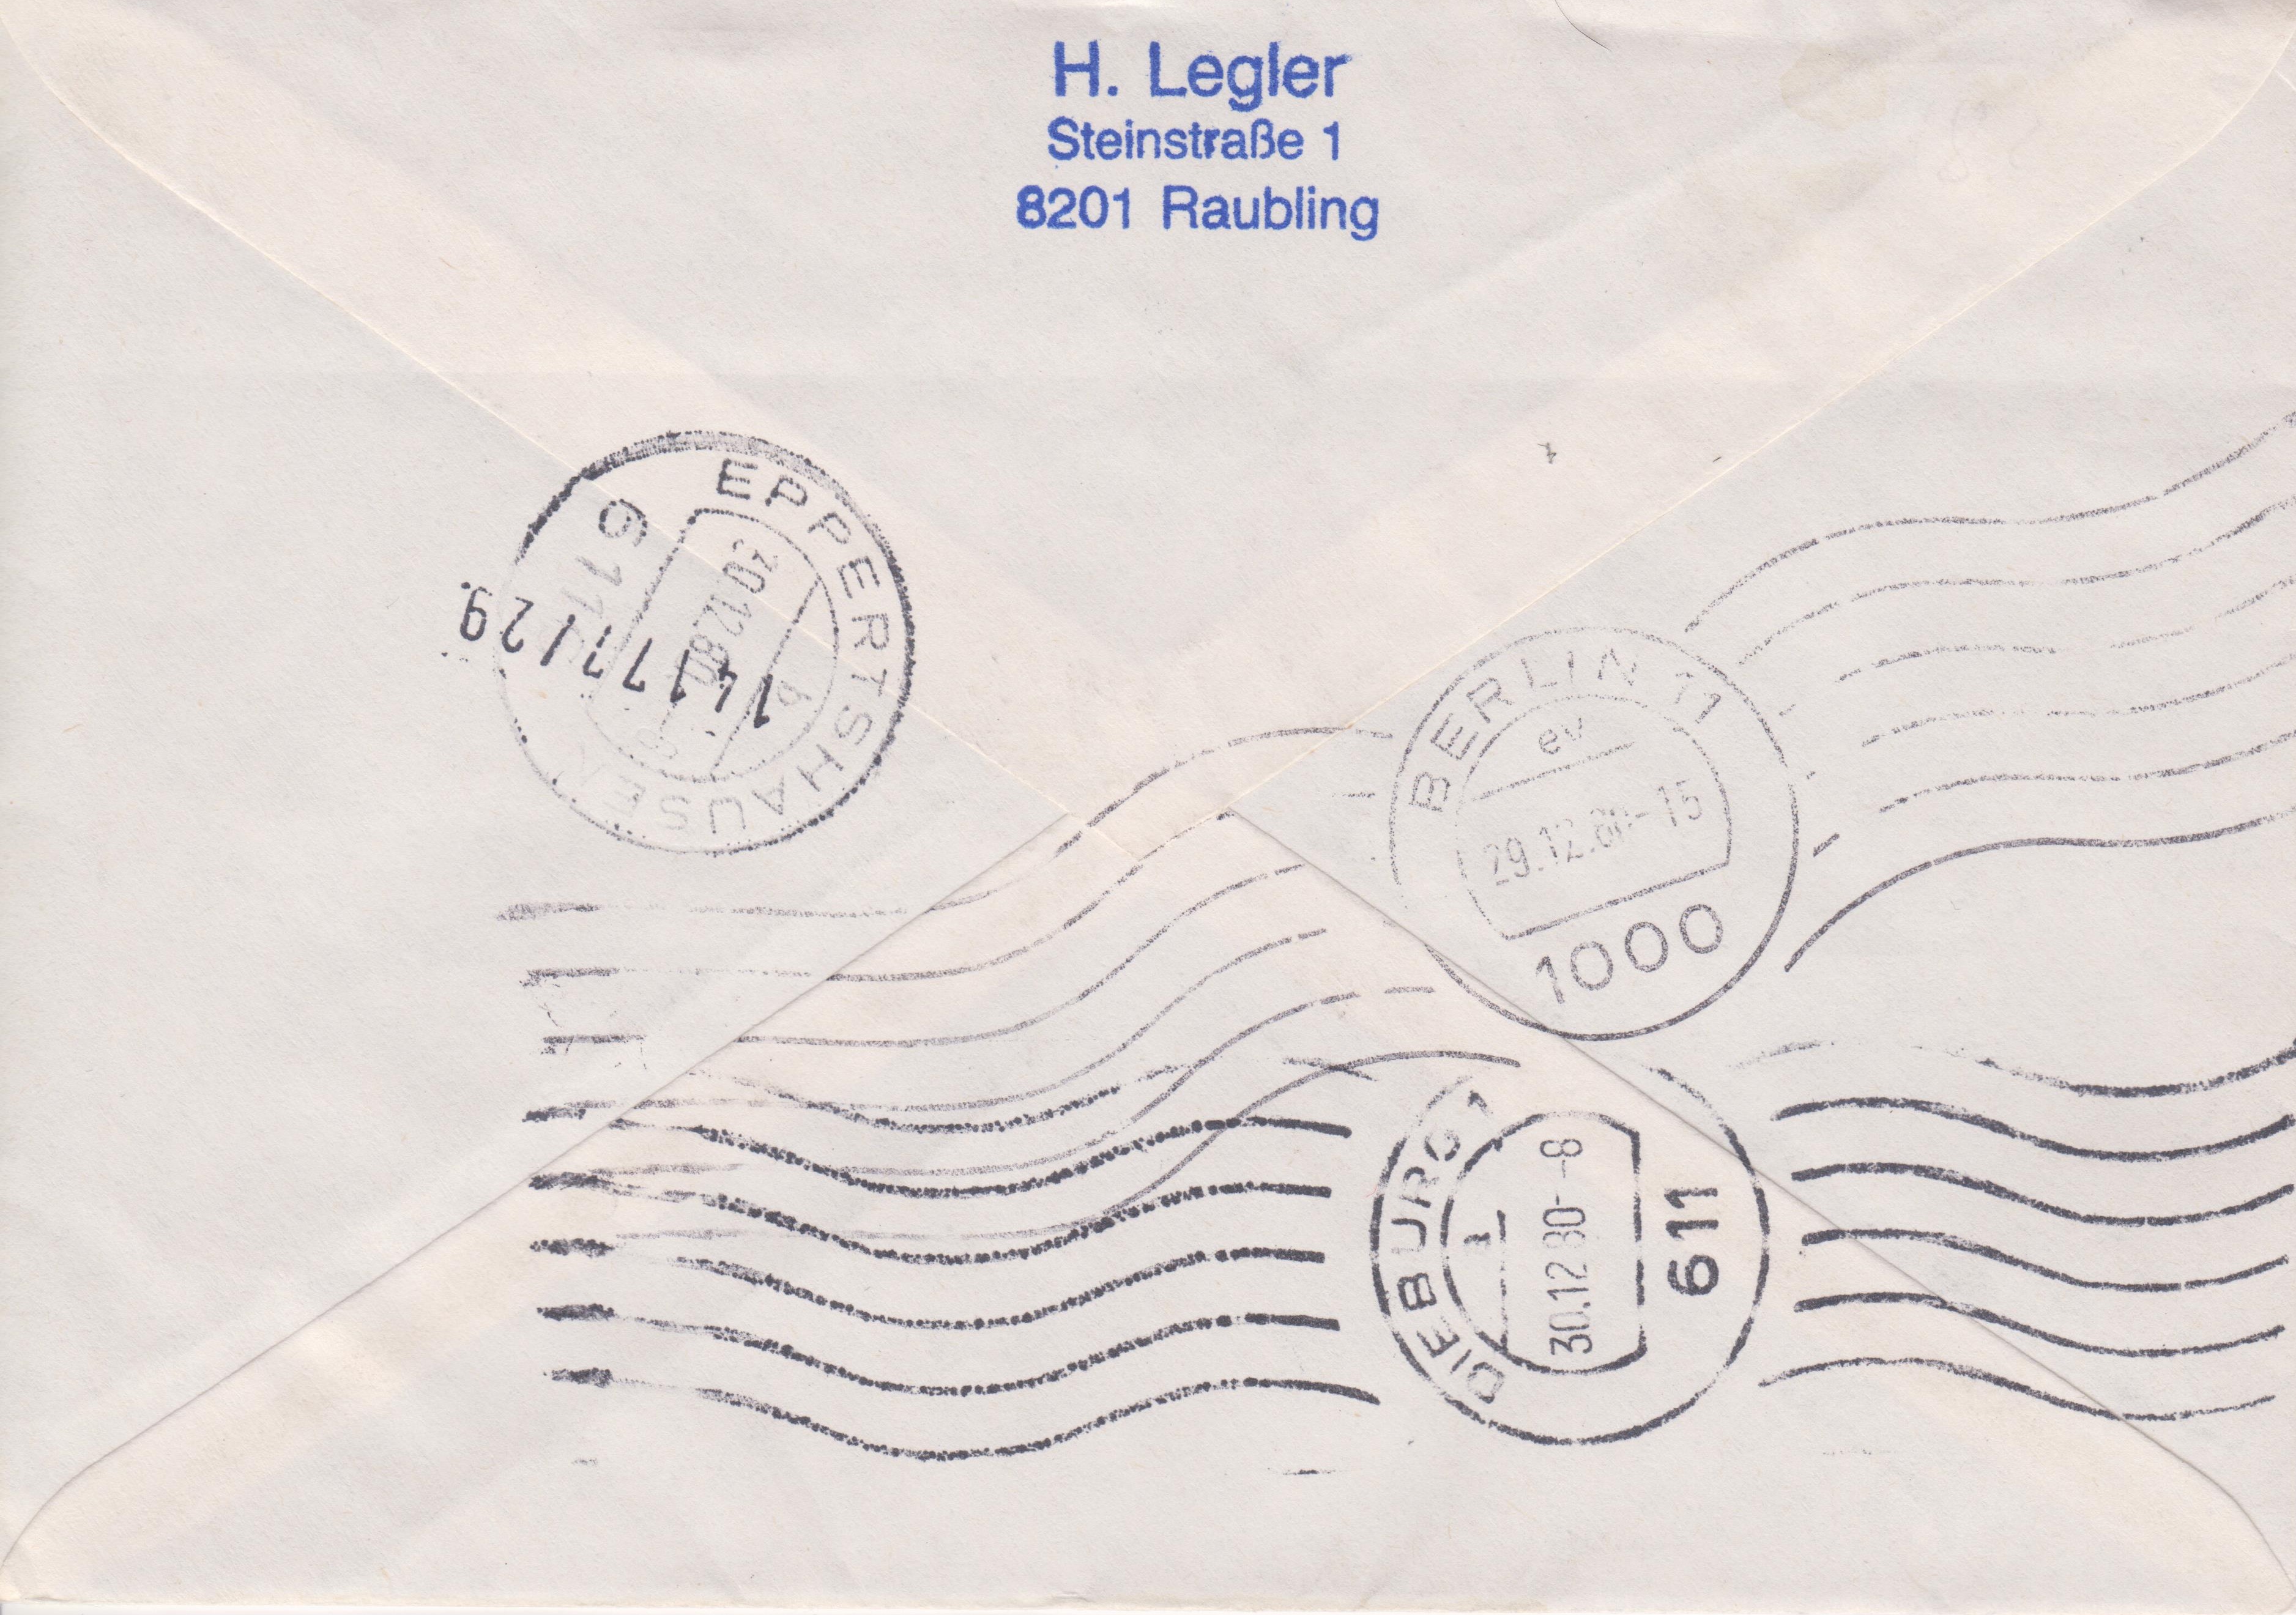 H. Legler
Steinstraße 1
8201 Raubling
EPPERTSHAUSEN
30.12.80
b
BERLIN 11
ev
29.12.80-15
1000
DIEBURG 1
30.12.80--8
611